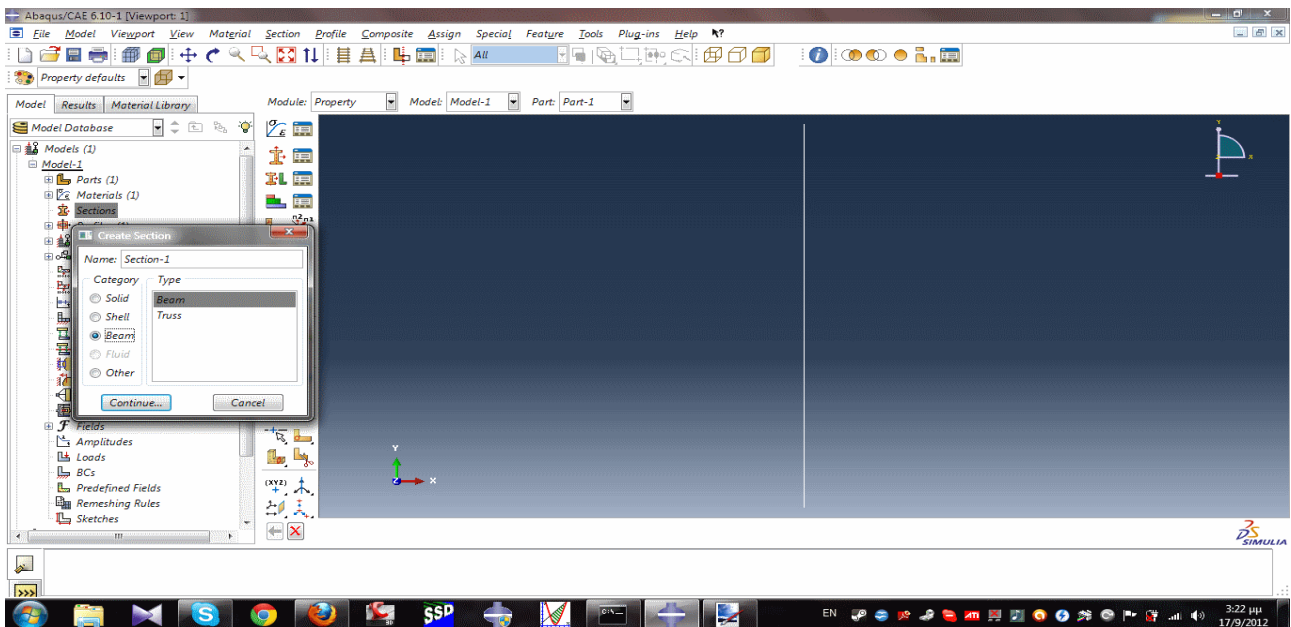 Abaqus/CAE 6.10-1 [Viewport: 1]
File Model Viewport View Material Section Profile Composite Assign Special Feature Tools Plug-ins Help
All
Property defaults
Model Results Material Library
Module: Property Model: Model-1 Part: Part-1
Model Database
Models (1)
Model-1
Parts (1)
Materials (1)
Sections
Create Section
Name: Section-1
Category Type
Solid
Shell
Beam
Fluid
Other
Beam
Truss
Continue... Cancel
Fields
Amplitudes
Loads
BCs
Predefined Fields
Remeshing Rules
Sketches
(XYZ)
Y
X
Y
X
SIMULIA
>>>
SSP
EN
3:22 μμ
17/9/2012